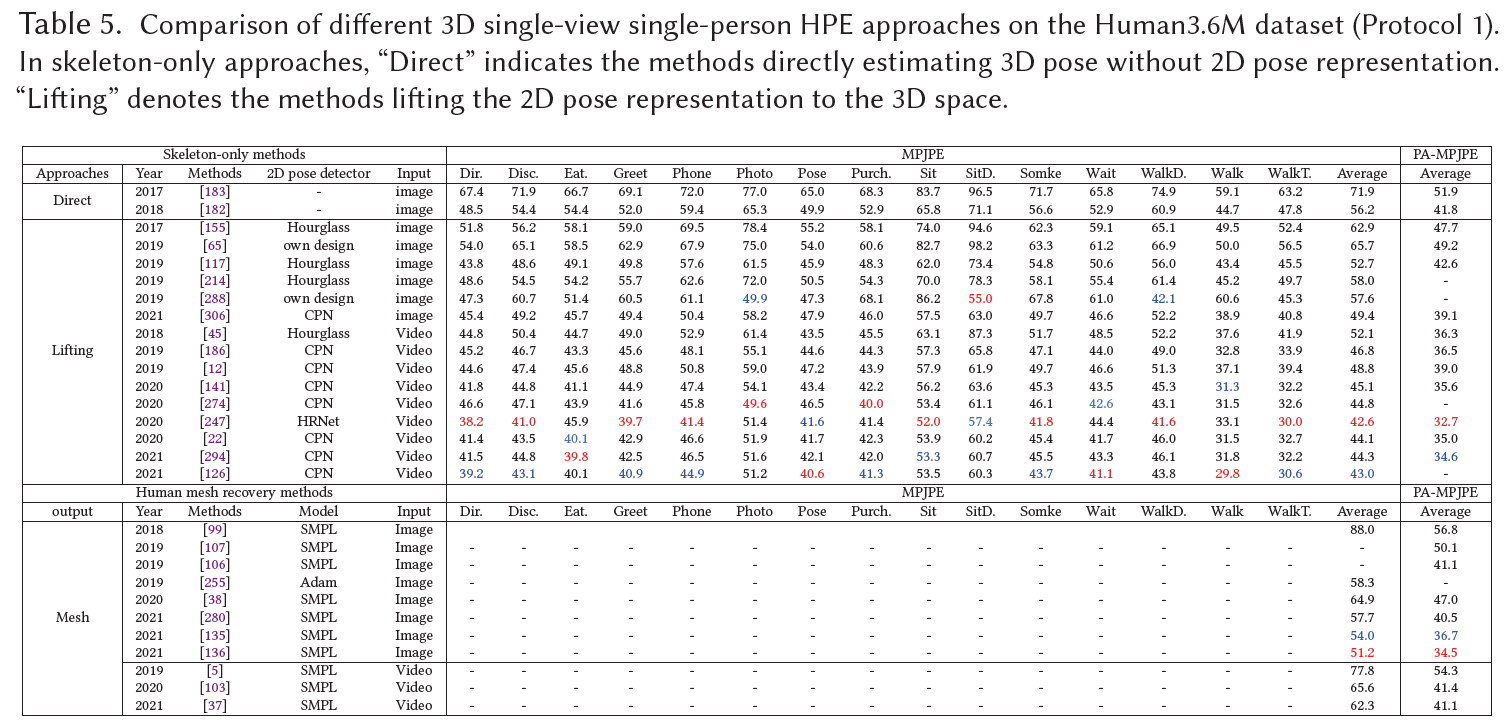 Table 5. Comparison of different 3D single-view single-person HPE approaches on the Human3.6M dataset (Protocol 1).
In skeleton-only approaches, “Direct” indicates the methods directly estimating 3D pose without 2D pose representation.
“Lifting” denotes the methods lifting the 2D pose representation to the 3D space.
Skeleton-only methods MPJPE PA-MPJPE
Approaches Year Methods 2D pose detector Input Dir. Disc. Eat. Greet Phone Photo Pose Purch. Sit SitD. Somke Wait WalkD. Walk WalkT. Average Average
Direct 2017 [183] - image 67.4 71.9 66.7 69.1 72.0 77.0 65.0 68.3 83.7 96.5 71.7 65.8 74.9 59.1 63.2 71.9 51.9
2018 [182] - image 48.5 54.4 54.4 52.0 59.4 65.3 49.9 52.9 65.8 71.1 56.6 52.9 60.9 44.7 47.8 56.2 41.8
Lifting 2017 [155] Hourglass image 51.8 56.2 58.1 59.0 69.5 78.4 55.2 58.1 74.0 94.6 62.3 59.1 65.1 49.5 52.4 62.9 47.7
2019 [65] own design image 54.0 65.1 58.5 62.9 67.9 75.0 54.0 60.6 82.7 98.2 63.3 61.2 66.9 50.0 56.5 65.7 49.2
2019 [117] Hourglass image 43.8 48.6 49.1 49.8 57.6 61.5 45.9 48.3 62.0 73.4 54.8 50.6 56.0 43.4 45.5 52.7 42.6
2019 [214] Hourglass image 48.6 54.5 54.2 55.7 62.6 72.0 50.5 54.3 70.0 78.3 58.1 55.4 61.4 45.2 49.7 58.0 -
2019 [288] own design image 47.3 60.7 51.4 60.5 61.1 49.9 47.3 68.1 86.2 55.0 67.8 61.0 42.1 60.6 45.3 57.6 -
2021 [306] CPN image 45.4 49.2 45.7 49.4 50.4 58.2 47.9 46.0 57.5 63.0 49.7 46.6 52.2 38.9 40.8 49.4 39.1
2018 [45] Hourglass Video 44.8 50.4 44.7 49.0 52.9 61.4 43.5 45.5 63.1 87.3 51.7 48.5 52.2 37.6 41.9 52.1 36.3
2019 [186] CPN Video 45.2 46.7 43.3 45.6 48.1 55.1 44.6 44.3 57.3 65.8 47.1 44.0 49.0 32.8 33.9 46.8 36.5
2019 [12] CPN Video 44.6 47.4 45.6 48.8 50.8 59.0 47.2 43.9 57.9 61.9 49.7 46.6 51.3 37.1 39.4 48.8 39.0
2020 [141] CPN Video 41.8 44.8 41.1 44.9 47.4 54.1 43.4 42.2 56.2 63.6 45.3 43.5 45.3 31.3 32.2 45.1 35.6
2020 [274] CPN Video 46.6 47.1 43.9 41.6 45.8 49.6 46.5 40.0 53.4 61.1 46.1 42.6 43.1 31.5 32.6 44.8 -
2020 [247] HRNet Video 38.2 41.0 45.9 39.7 41.4 51.4 41.6 41.4 52.0 57.4 41.8 44.4 41.6 33.1 30.0 42.6 32.7
2020 [22] CPN Video 41.4 43.5 40.1 42.9 46.6 51.9 41.7 42.3 53.9 60.2 45.4 41.7 46.0 31.5 32.7 44.1 35.0
2021 [294] CPN Video 41.5 44.8 39.8 42.5 46.5 51.6 42.1 42.0 53.3 60.7 45.5 43.3 46.1 31.8 32.2 44.3 34.6
2021 [126] CPN Video 39.2 43.1 40.1 40.9 44.9 51.2 40.6 41.3 53.5 60.3 43.7 41.1 43.8 29.8 30.6 43.0 -
Human mesh recovery methods MPJPE PA-MPJPE
output Year Methods Model Input Dir. Disc. Eat. Greet Phone Photo Pose Purch. Sit SitD. Somke Wait WalkD. Walk WalkT. Average Average
Mesh 2018 [99] SMPL Image 88.0 56.8
2019 [107] SMPL Image - - - - - - - - - - - - - - - - 50.1
2019 [106] SMPL Image - - - - - - - - - - - - - - - - 41.1
2019 [255] Adam Image - - - - - - - - - - - - - - - 58.3 -
2020 [38] SMPL Image - - - - - - - - - - - - - - - 64.9 47.0
2021 [280] SMPL Image - - - - - - - - - - - - - - - 57.7 40.5
2021 [135] SMPL Image - - - - - - - - - - - - - - - 54.0 36.7
2021 [136] SMPL Image - - - - - - - - - - - - - - - 51.2 34.5
2019 [5] SMPL Video - - - - - - - - - - - - - - - 77.8 54.3
2020 [103] SMPL Video - - - - - - - - - - - - - - - 65.6 41.4
2021 [37] SMPL Video - - - - - - - - - - - - - - - 62.3 41.1